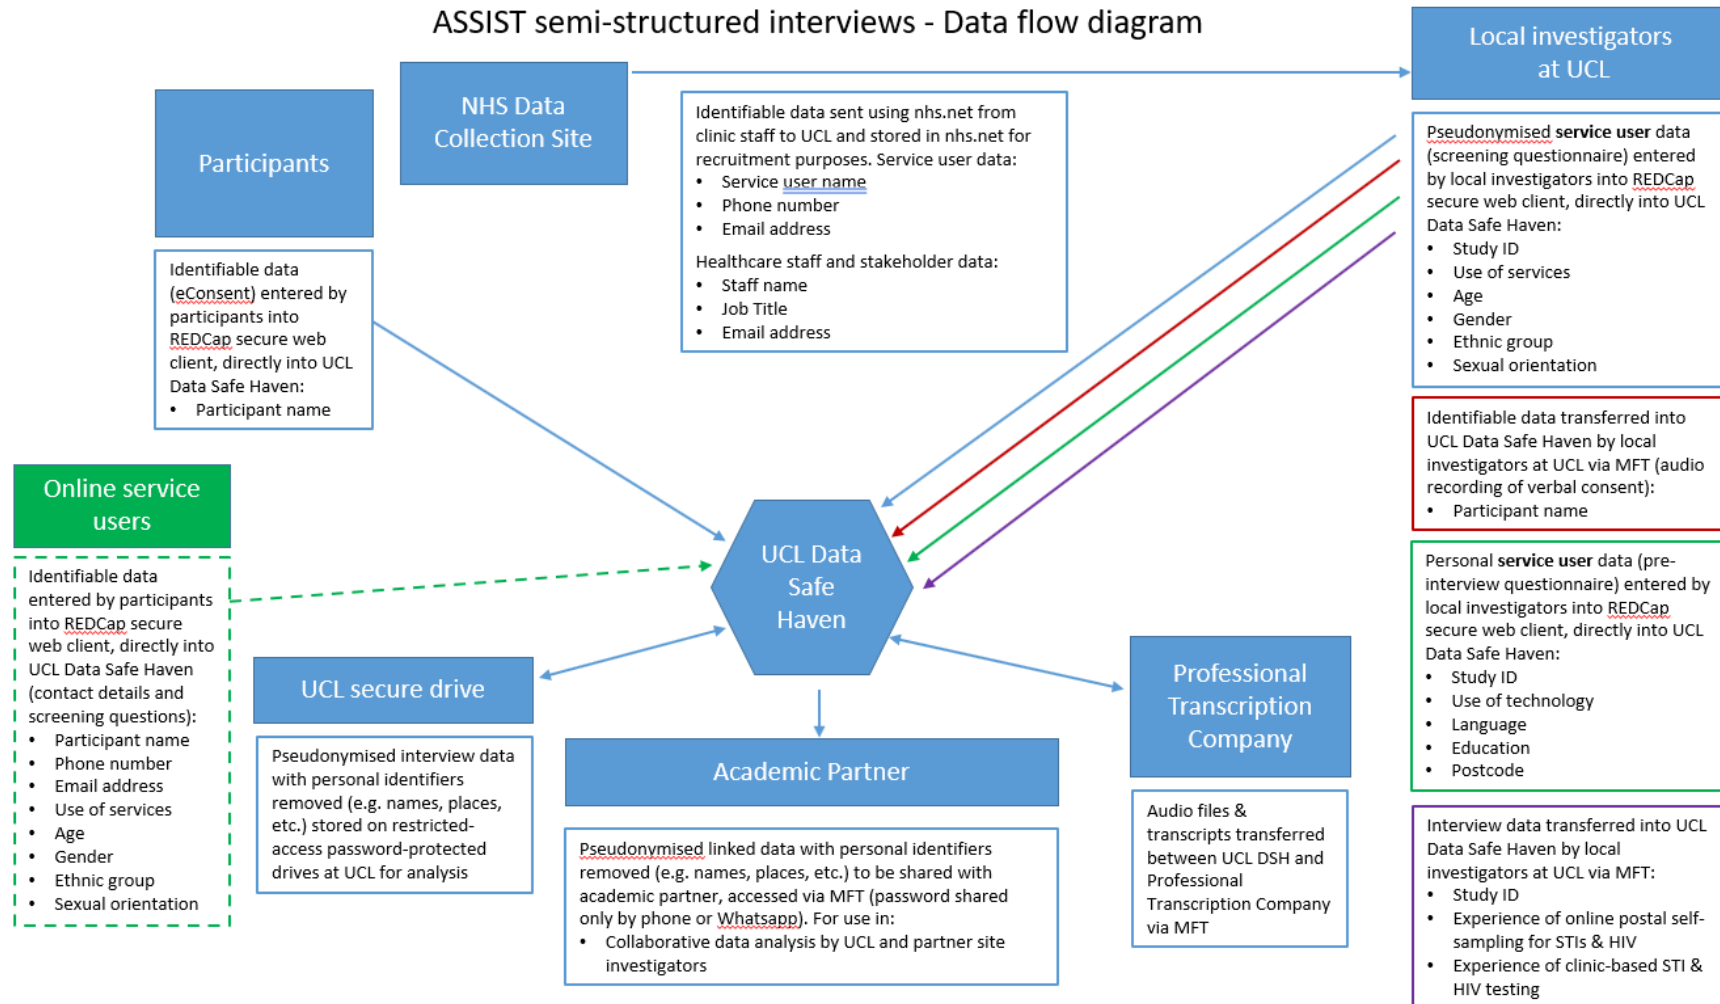 ASSIST semi-structured interviews - Data flow diagram
Participants
Identifiable data
(eConsent) entered by
participants into
REDCap secure web
client, directly into UCL
Data Safe Haven:
• Participant name
NHS Data
Collection Site
Identifiable data sent using nhs.net from
clinic staff to UCL and stored in nhs.net for
recruitment purposes. Service user data:
• Service user name
• Phone number
• Email address
Healthcare staff and stakeholder data:
• Staff name
• Job Title
• Email address
Local investigators
at UCL
Pseudonymised service user data
(screening questionnaire) entered
by local investigators into REDCap
secure web client, directly into UCL
Data Safe Haven:
• Study ID
• Use of services
• Age
• Gender
• Ethnic group
• Sexual orientation
Identifiable data transferred into
UCL Data Safe Haven by local
investigators at UCL via MFT (audio
recording of verbal consent):
• Participant name
Personal service user data (pre-
interview questionnaire) entered by
local investigators into REDCap
secure web client, directly into UCL
Data Safe Haven:
• Study ID
• Use of technology
• Language
• Education
• Postcode
Interview data transferred into UCL
Data Safe Haven by local
investigators at UCL via MFT:
• Study ID
• Experience of online postal self-
sampling for STIs & HIV
• Experience of clinic-based STI &
HIV testing
Online service
users
Identifiable data
entered by participants
into REDCap secure
web client, directly into
UCL Data Safe Haven
(contact details and
screening questions):
• Participant name
• Phone number
• Email address
• Use of services
• Age
• Gender
• Ethnic group
• Sexual orientation
UCL Data
Safe
Haven
UCL secure drive
Pseudonymised interview data
with personal identifiers
removed (e.g. names, places,
etc.) stored on restricted-
access password-protected
drives at UCL for analysis
Academic Partner
Pseudonymised linked data with personal identifiers
removed (e.g. names, places, etc.) to be shared with
academic partner, accessed via MFT (password shared
only by phone or Whatsapp). For use in:
• Collaborative data analysis by UCL and partner site
investigators
Professional
Transcription
Company
Audio files &
transcripts transferred
between UCL DSH and
Professional
Transcription Company
via MFT